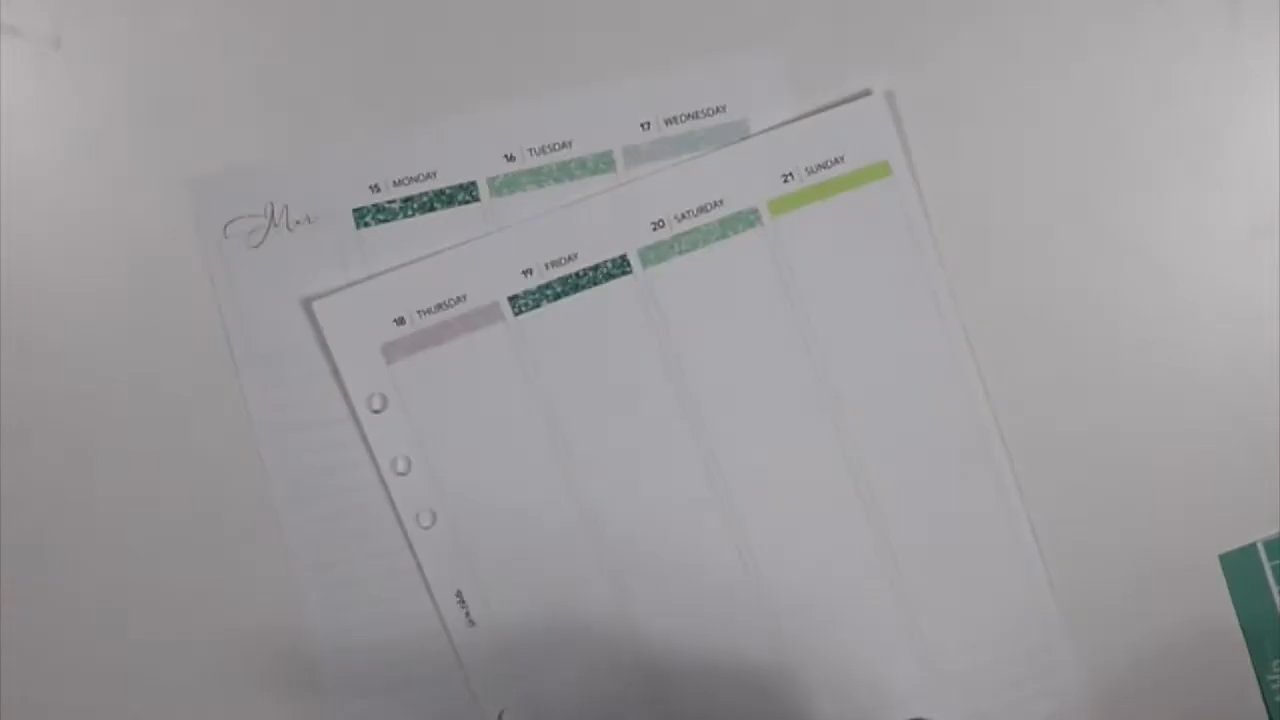 15 | MONDAY
16 | TUESDAY
17 | WEDNESDAY
Mar
18 | THURSDAY
19 | FRIDAY
20 | SATURDAY
21 | SUNDAY